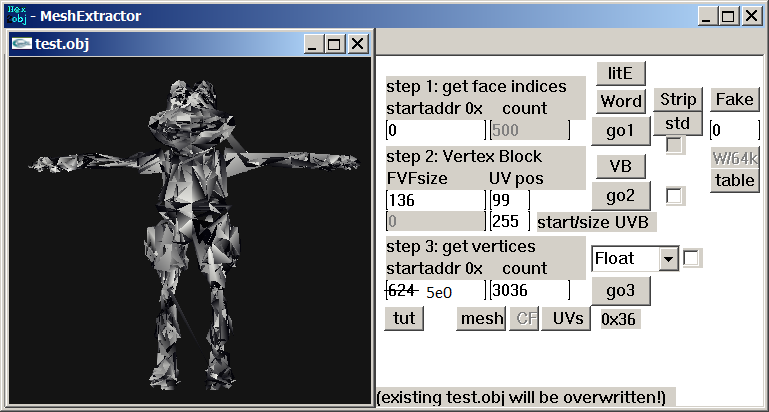 Hex
obj - MeshExtractor
test.obj
litE
step 1: get face indices
Word Strip Fake
startaddr 0x count
0 500 go1 std 0
step 2: Vertex Block
VB W/64k
FVFsize UV pos
table
136 99 go2
0 255 start/size UVB
step 3: get vertices
startaddr 0x count
Float
624 5e0 3036 go3
tut mesh CF UVs 0x36
(existing test.obj will be overwritten!)